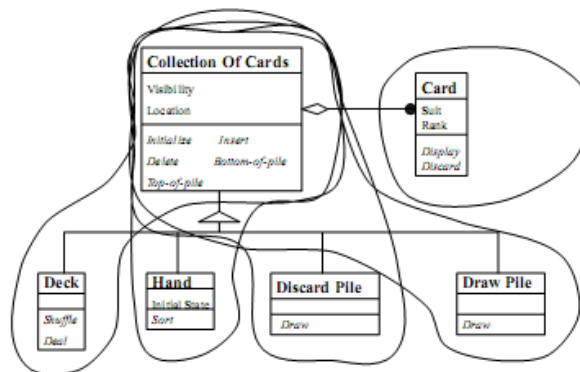 Collection Of Cards
Visibility
Location
Initialize Insert
Delete Bottom-of-pile
Top-of-pile
Card
Suit
Rank
Display
Discard
Deck
Shuffle
Deal
Hand
Initial State
Sort
Discard Pile
Draw
Draw Pile
Draw